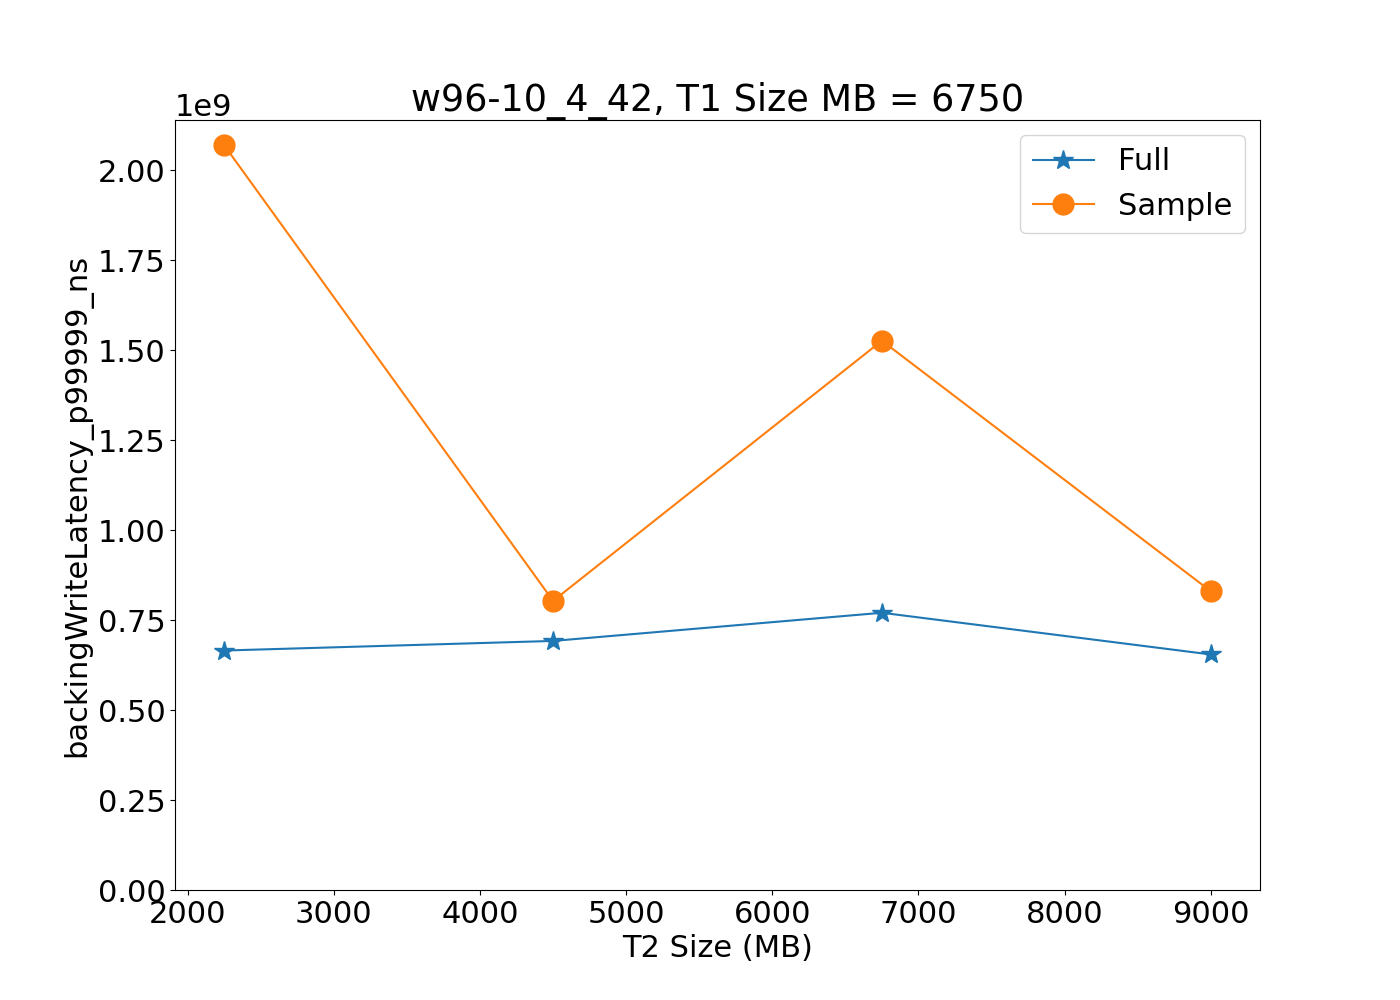 w96-10_4_42, T1 Size MB = 6750
1e9
Full
Sample
2.00
1.75
1.50
1.25
1.00
0.75
0.50
0.25
0.00
backingWriteLatency_p99999_ns
2000 3000 4000 5000 6000 7000 8000 9000
T2 Size (MB)